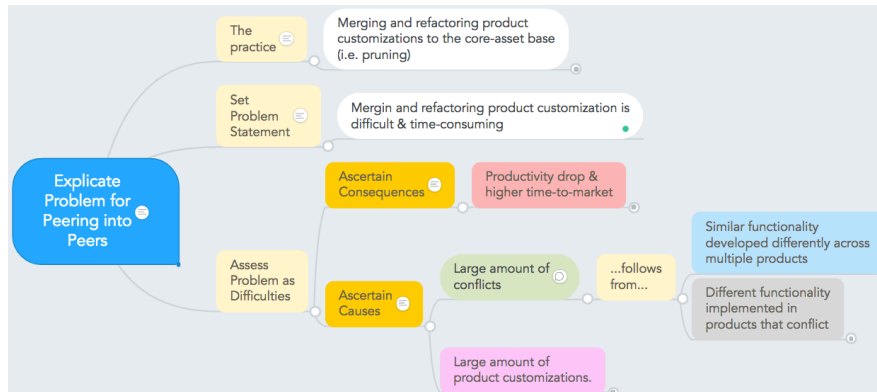 The
practice
Merging and refactoring product
customizations to the core-asset base
(i.e. pruning)
Set
Problem
Statement
Mergin and refactoring product customization is
difficult & time-consuming
Explicate
Problem for
Peering into
Peers
Ascertain
Consequences
Productivity drop &
higher time-to-market
Assess
Problem as
Difficulties
Ascertain
Causes
Large amount of
conflicts
...follows
from...
Similar functionality
developed differently across
multiple products
Different functionality
implemented in
products that conflict
Large amount of
product customizations.